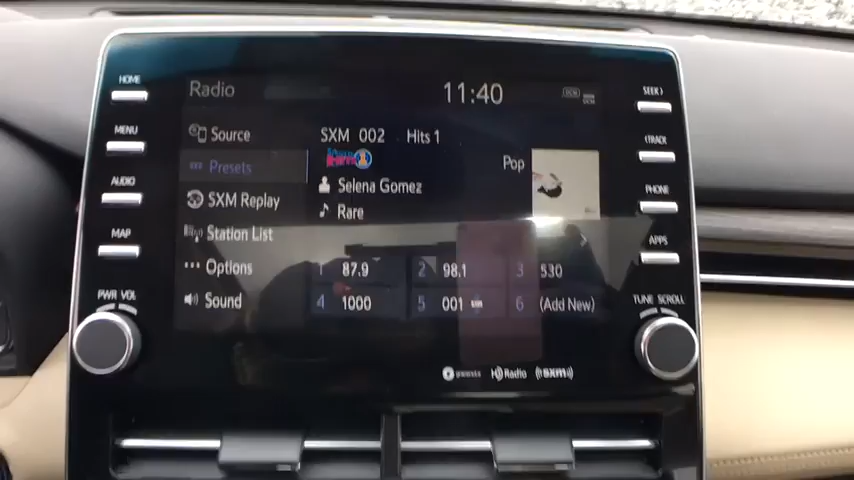 HOME
MENU
AUDIO
MAP
PWR VOL
Radio
11:40
DCM
Source
Presets
SXM Replay
Station List
Options
Sound
SXM 002 Hits 1
Pop
Selena Gomez
Rare
1 87.9
2 98.1
3 530
4 1000
5 001
6 (Add New)
HD Radio
((SXM))
SEEK >
< TRACK
PHONE
APPS
TUNE SCROLL